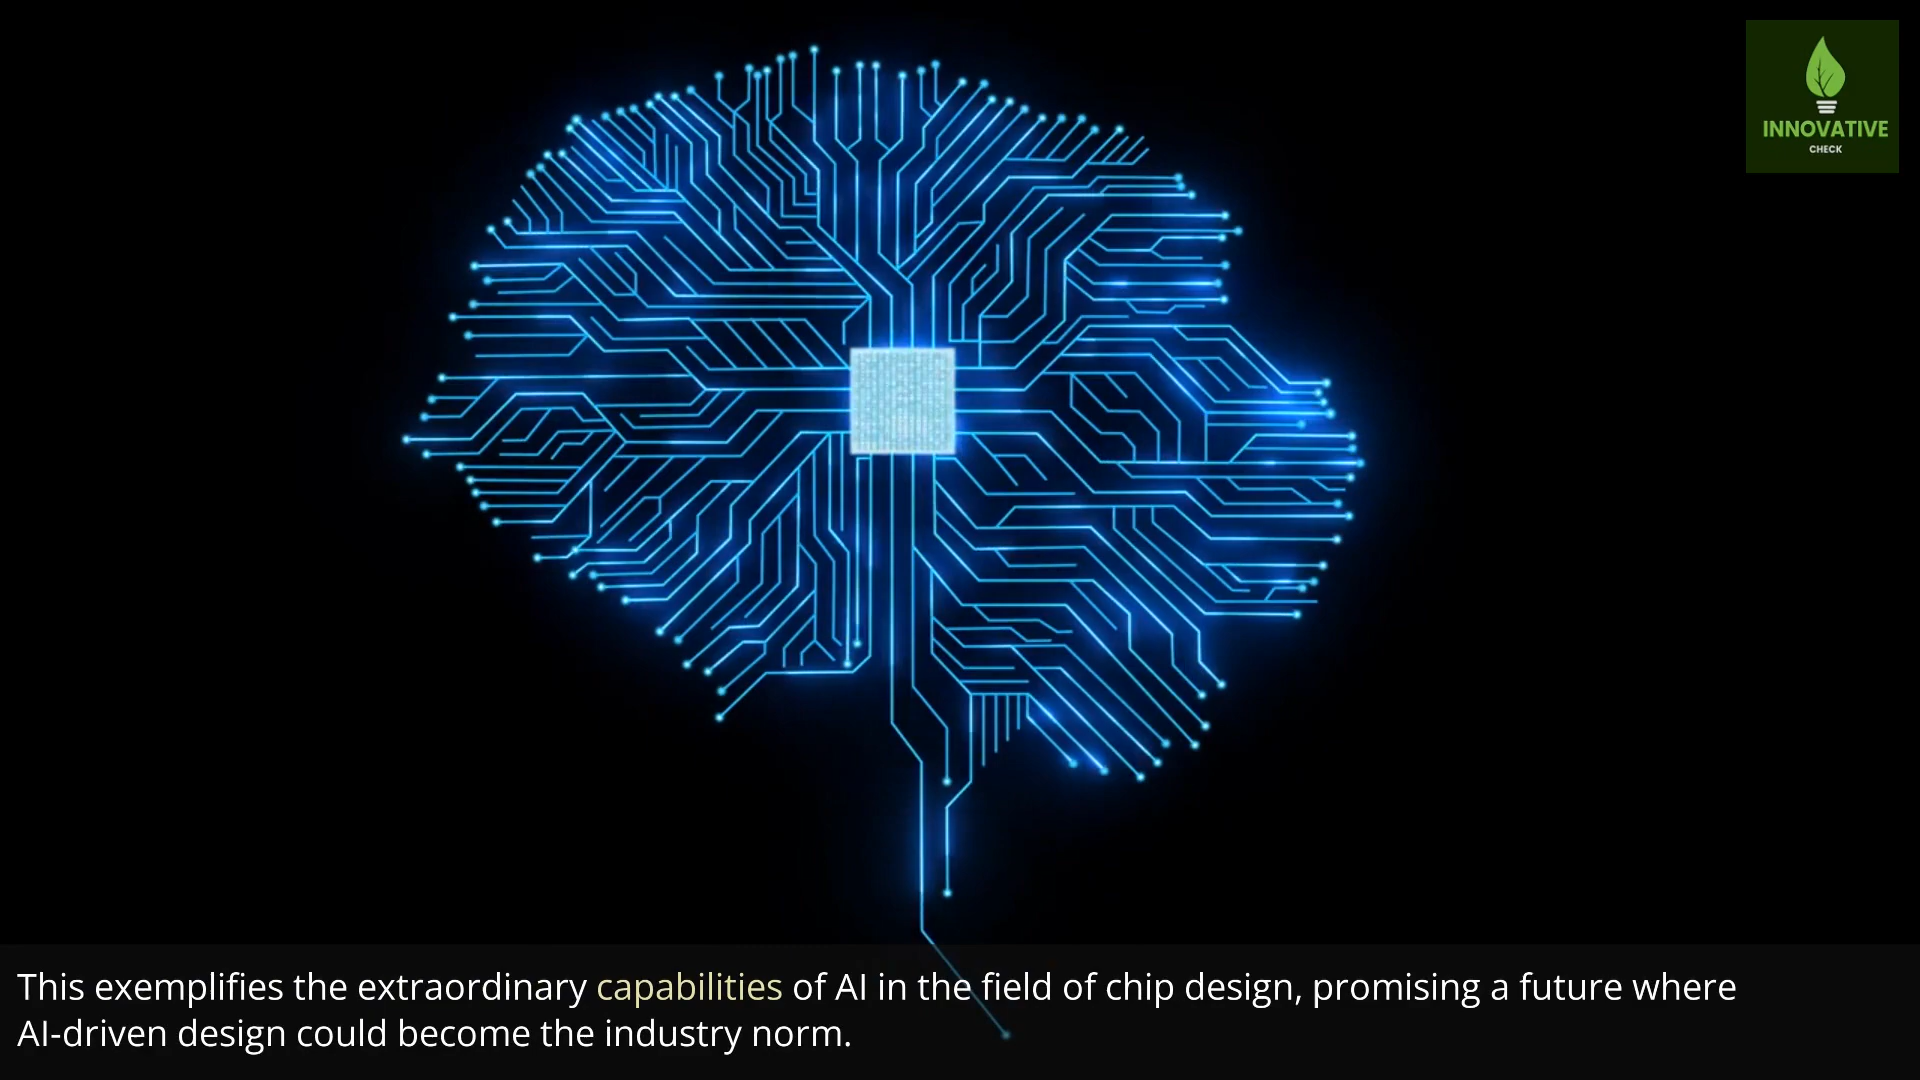 INNOVATIVE
CHECK
This exemplifies the extraordinary capabilities of AI in the field of chip design, promising a future where
AI-driven design could become the industry norm.